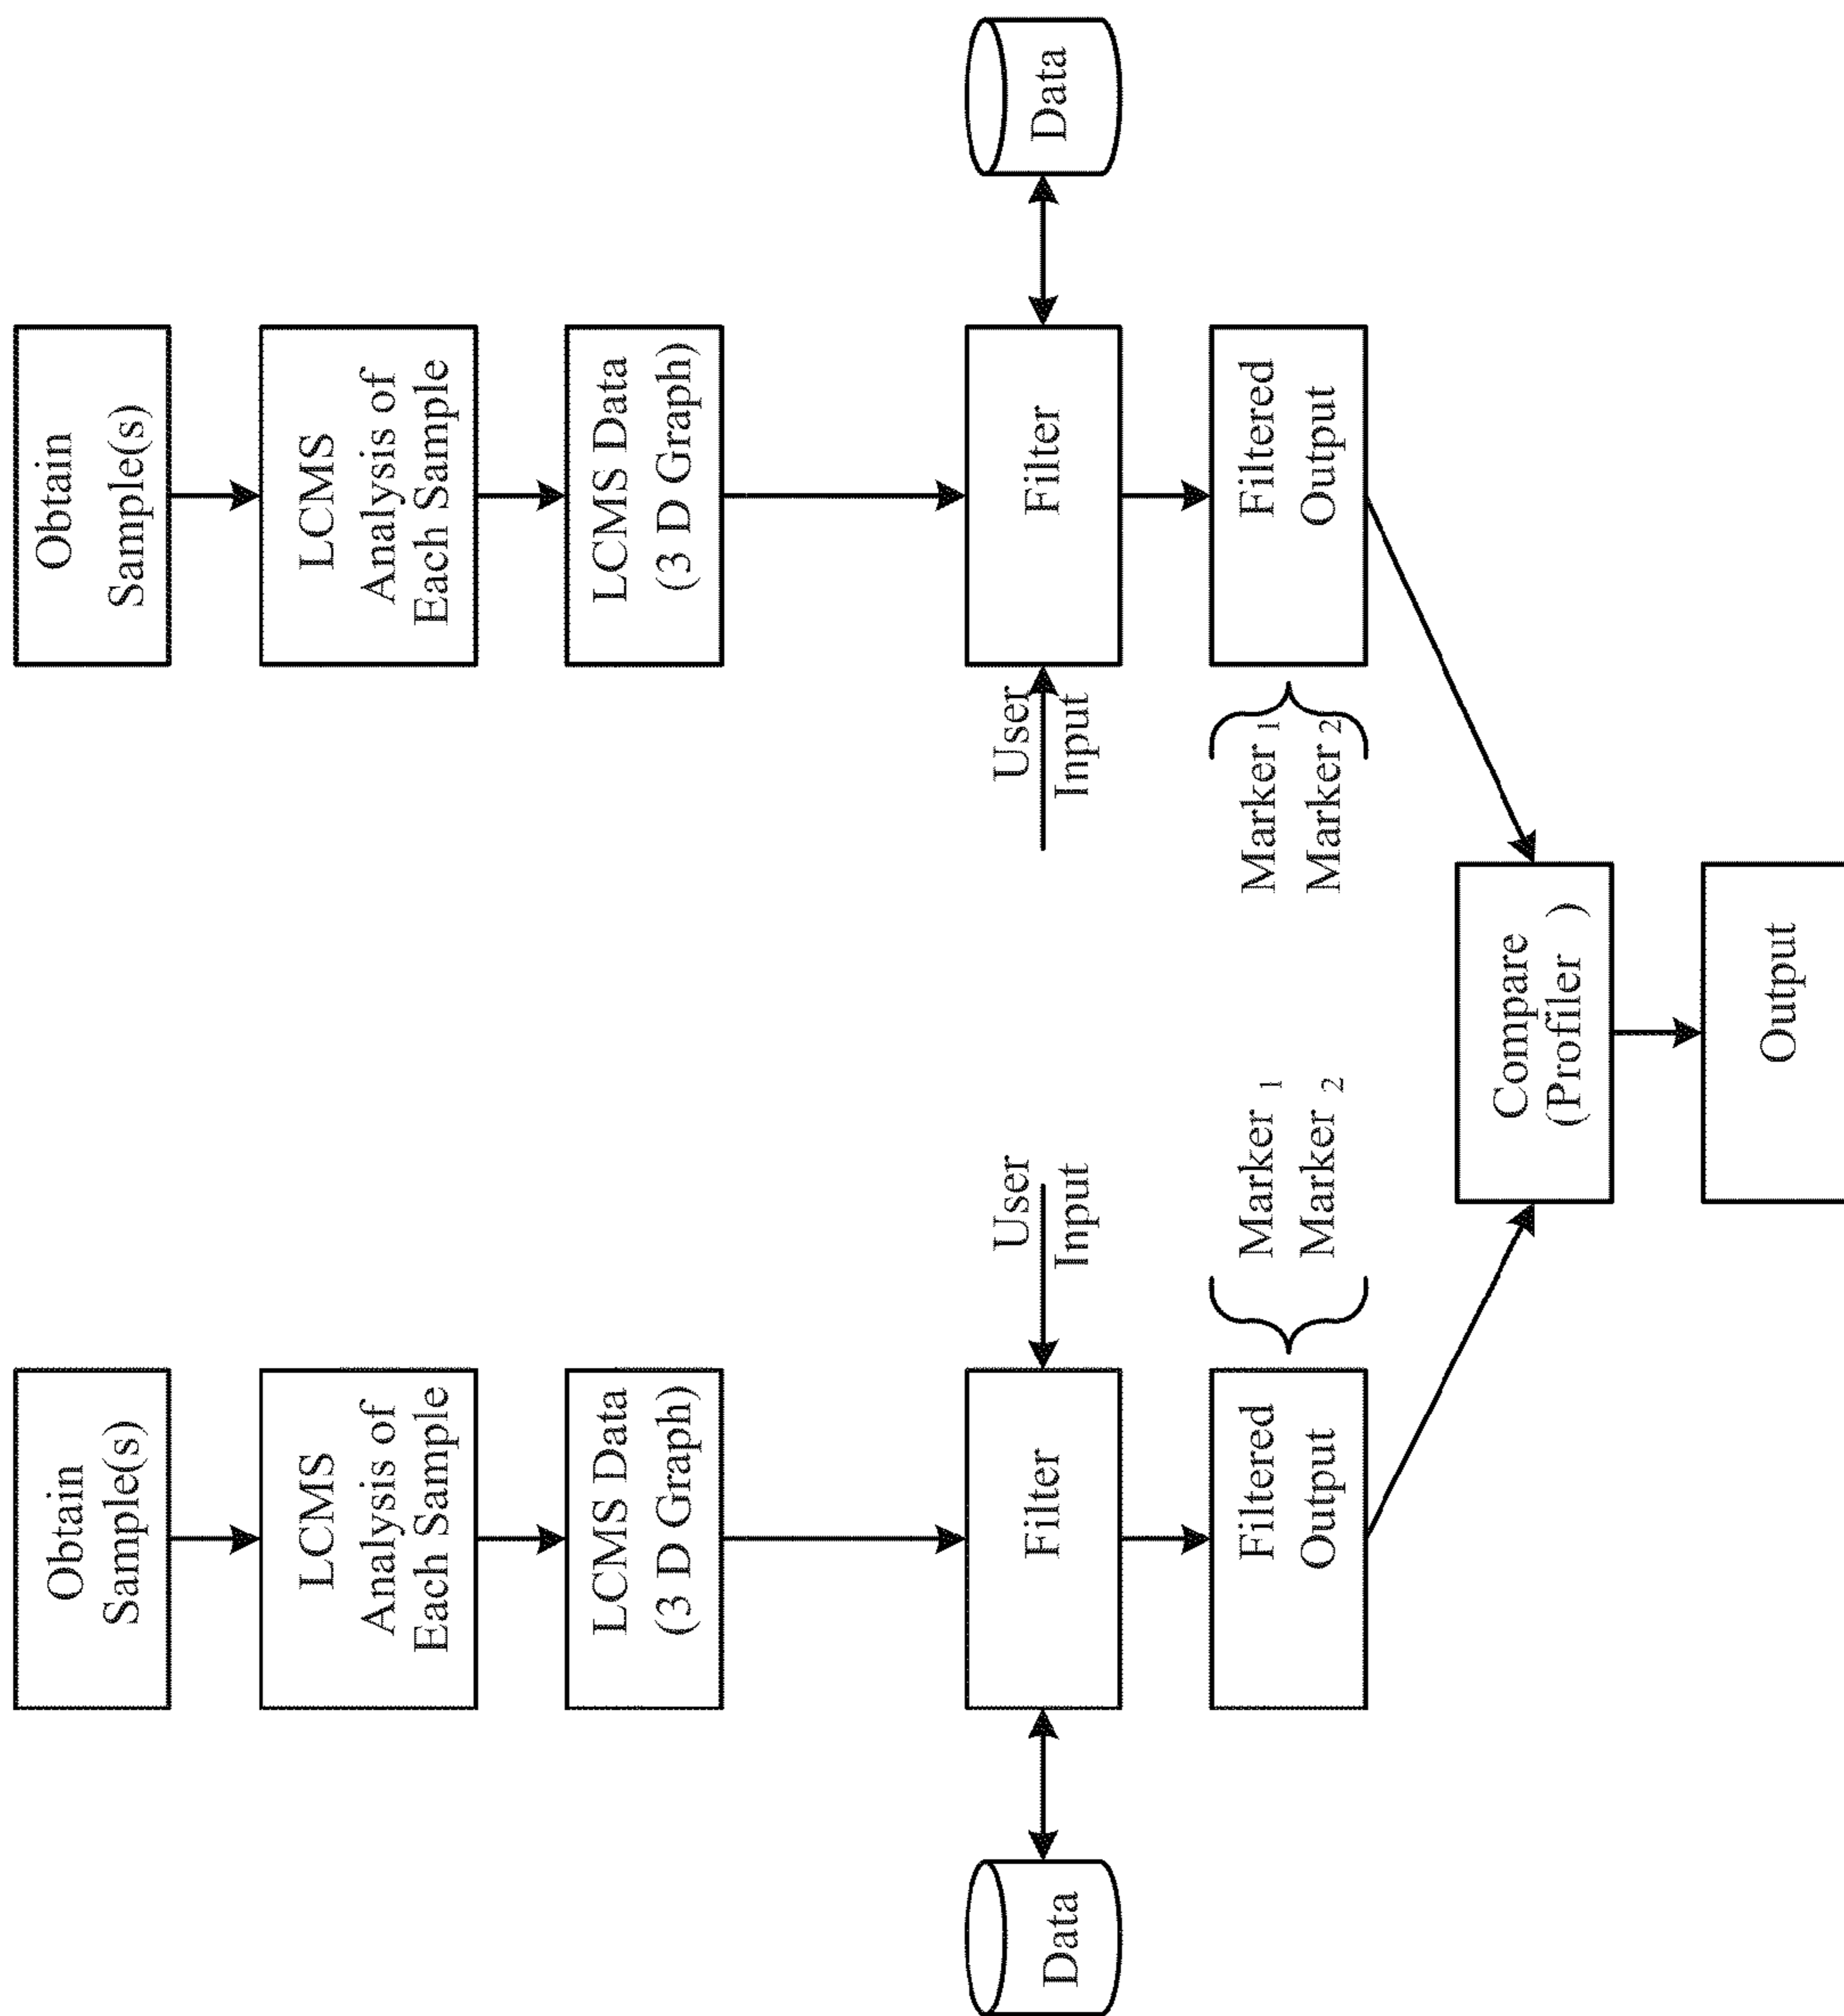 Obtain
Sample(s)
LCMS
Analysis of
Each Sample
LCMS Data
(3 D Graph)
Data
Filter
User
Input
Filtered
Output
Marker 1
Marker 2
Obtain
Sample(s)
LCMS
Analysis of
Each Sample
LCMS Data
(3 D Graph)
User
Input
Filter
Data
Marker 1
Marker 2
Filtered
Output
Compare
(Profiler )
Output